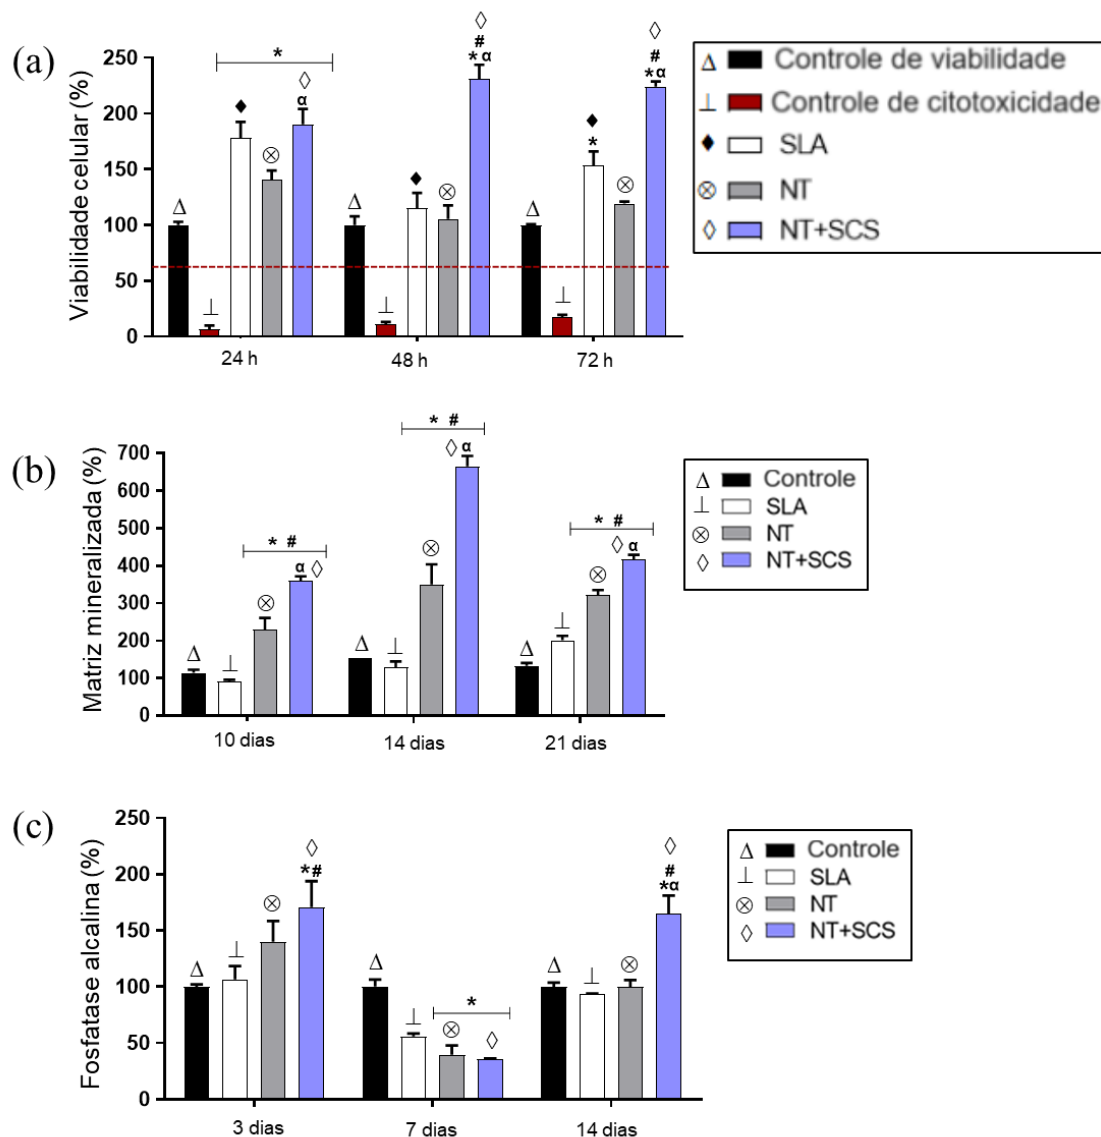 (a)
Viabilidade celular (%)
250
200
150
100
50
0
Δ
⊥
♦
⊗
*
◊
α
Δ
⊥
♦
⊗
◊
#
*α
Δ
⊥
♦
*
⊗
◊
#
*α
24 h
48 h
72 h
Δ Controle de viabilidade
⊥ Controle de citotoxicidade
♦ SLA
⊗ NT
◊ NT+SCS
(b)
Matriz mineralizada (%)
700
600
500
400
300
200
100
0
Δ
⊥
⊗
* #
α ◊
Δ
⊥
⊗
* #
◊ α
Δ
⊥
⊗
* #
◊ α
10 dias
14 dias
21 dias
Δ Controle
⊥ SLA
⊗ NT
◊ NT+SCS
(c)
Fosfatase alcalina (%)
250
200
150
100
50
0
Δ
⊥
⊗
◊
*#
Δ
⊥
*
⊗
◊
Δ
⊥
⊗
◊
#
*α
3 dias
7 dias
14 dias
Δ Controle
⊥ SLA
⊗ NT
◊ NT+SCS